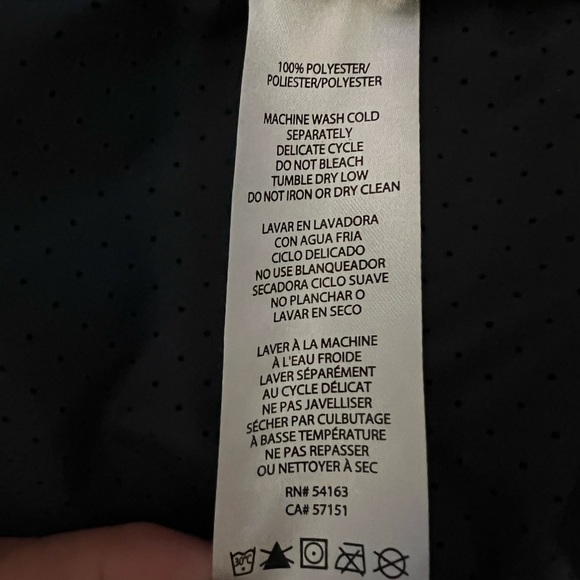 100% POLYESTER/
POLIESTER/POLYESTER
MACHINE WASH COLD
SEPARATELY
DELICATE CYCLE
DO NOT BLEACH
TUMBLE DRY LOW
DO NOT IRON OR DRY CLEAN
LAVAR EN LAVADORA
CON AGUA FRIA
CICLO DELICADO
NO USE BLANQUEADOR
SECADORA CICLO SUAVE
NO PLANCHAR O
LAVAR EN SECO
LAVER À LA MACHINE
À L'EAU FROIDE
LAVER SÉPARÉMENT
AU CYCLE DÉLICAT
NE PAS JAVELLISER
SÉCHER PAR CULBUTAGE
À BASSE TEMPÉRATURE
NE PAS REPASSER
OU NETTOYER À SEC
RN# 54163
CA# 57151
30°C